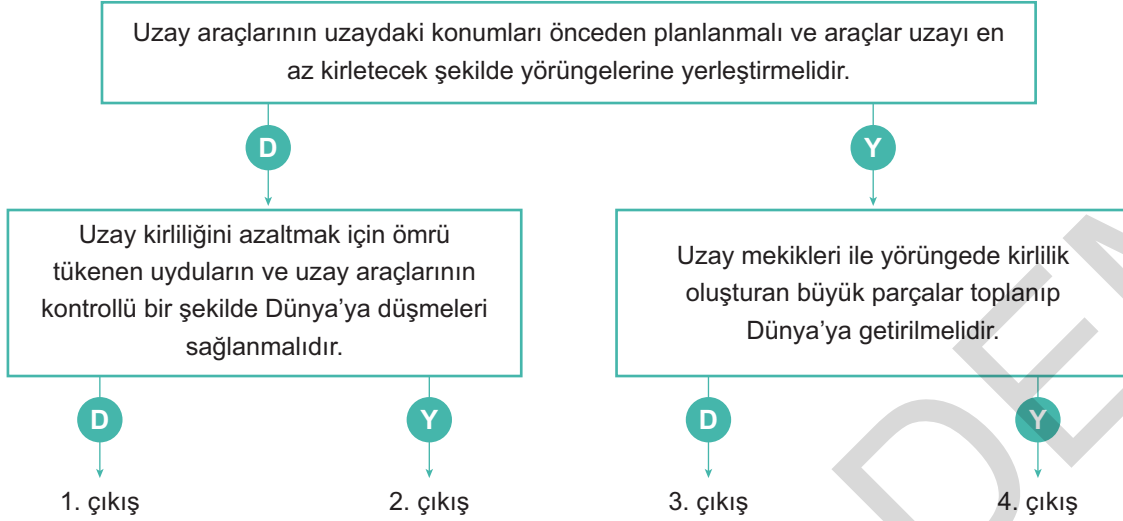 Uzay araçlarının uzaydaki konumları önceden planlanmalı ve araçlar uzayı en
az kirletecek şekilde yörüngelerine yerleştirmelidir.
D
Y
Uzay kirliliğini azaltmak için ömrü
tükenen uyduların ve uzay araçlarının
kontrollü bir şekilde Dünya’ya düşmeleri
sağlanmalıdır.
Uzay mekikleri ile yörüngede kirlilik
oluşturan büyük parçalar toplanıp
Dünya’ya getirilmelidir.
D
Y
D
Y
1. çıkış
2. çıkış
3. çıkış
4. çıkış